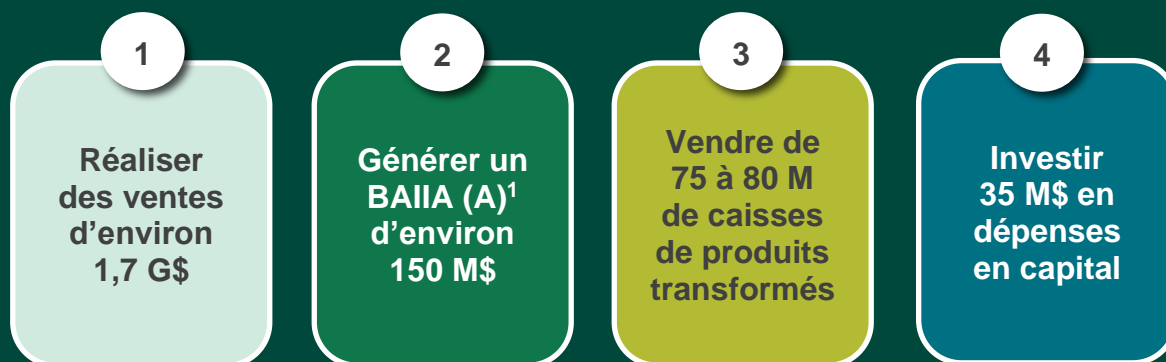 1
Réaliser
des ventes
d’environ
1,7 G$
2
Générer un
BAIIA (A)¹
d’environ
150 M$
3
Vendre de
75 à 80 M
de caisses
de produits
transformés
4
Investir
35 M$ en
dépenses
en capital